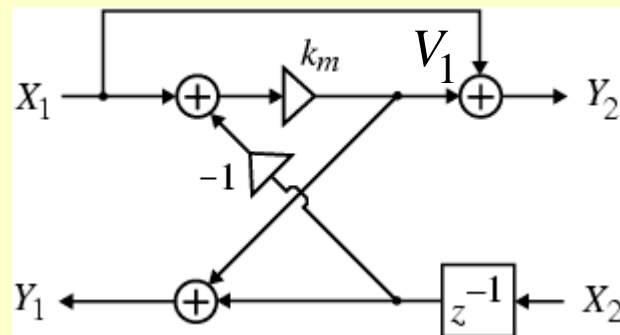 k_m
V_1
X_1
+
+
Y_2
-1
Y_1
+
z^{-1}
X_2